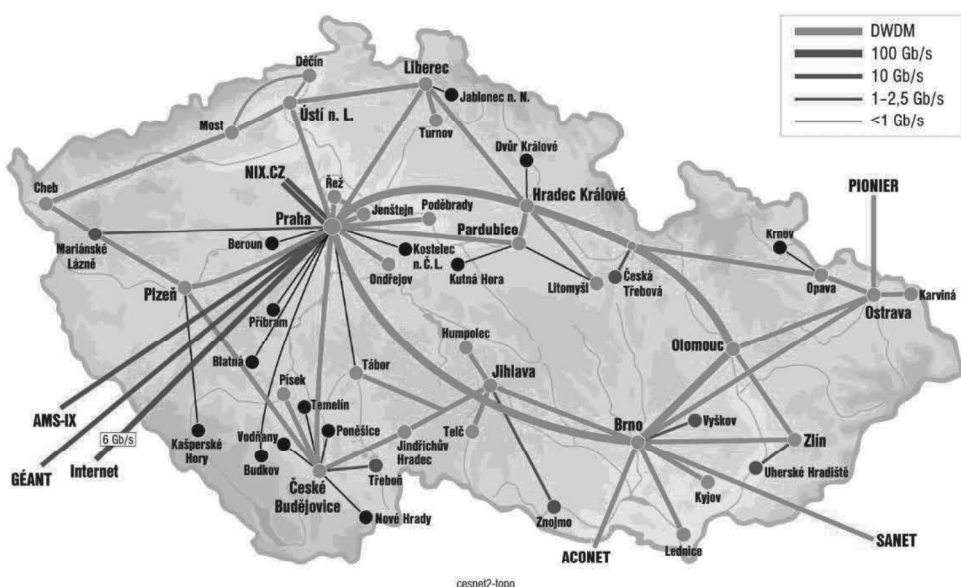 DWDM
100 Gb/s
10 Gb/s
1–2,5 Gb/s
<1 Gb/s
Děčín
Liberec
Jablonec n. N.
Ústí n. L.
Most
Turnov
Dvůr Králové
NIX.CZ
Řež
Cheb
Hradec Králové
PIONIER
Jenštejn
Poděbrady
Praha
Pardubice
Mariánské
Lázně
Beroun
Kostelec
n.Č.L.
Krnov
Ondřejov
Kutná Hora
Litomyšl
Česká
Třebová
Opava
Karviná
Plzeň
Ostrava
Příbram
Humpolec
Olomouc
Blatná
Tábor
Jihlava
Písek
Temelín
AMS-IX
Vyškov
Brno
Zlín
6 Gb/s
Vodňany
Poněšice
Telč
Kašperské
Hory
Jindřichův
Hradec
GÉANT
Internet
Budkov
Uherské Hradiště
České
Budějovice
Třeboň
Kyjov
Nové Hrady
Znojmo
SANET
ACONET
Lednice
cesnet2-topo